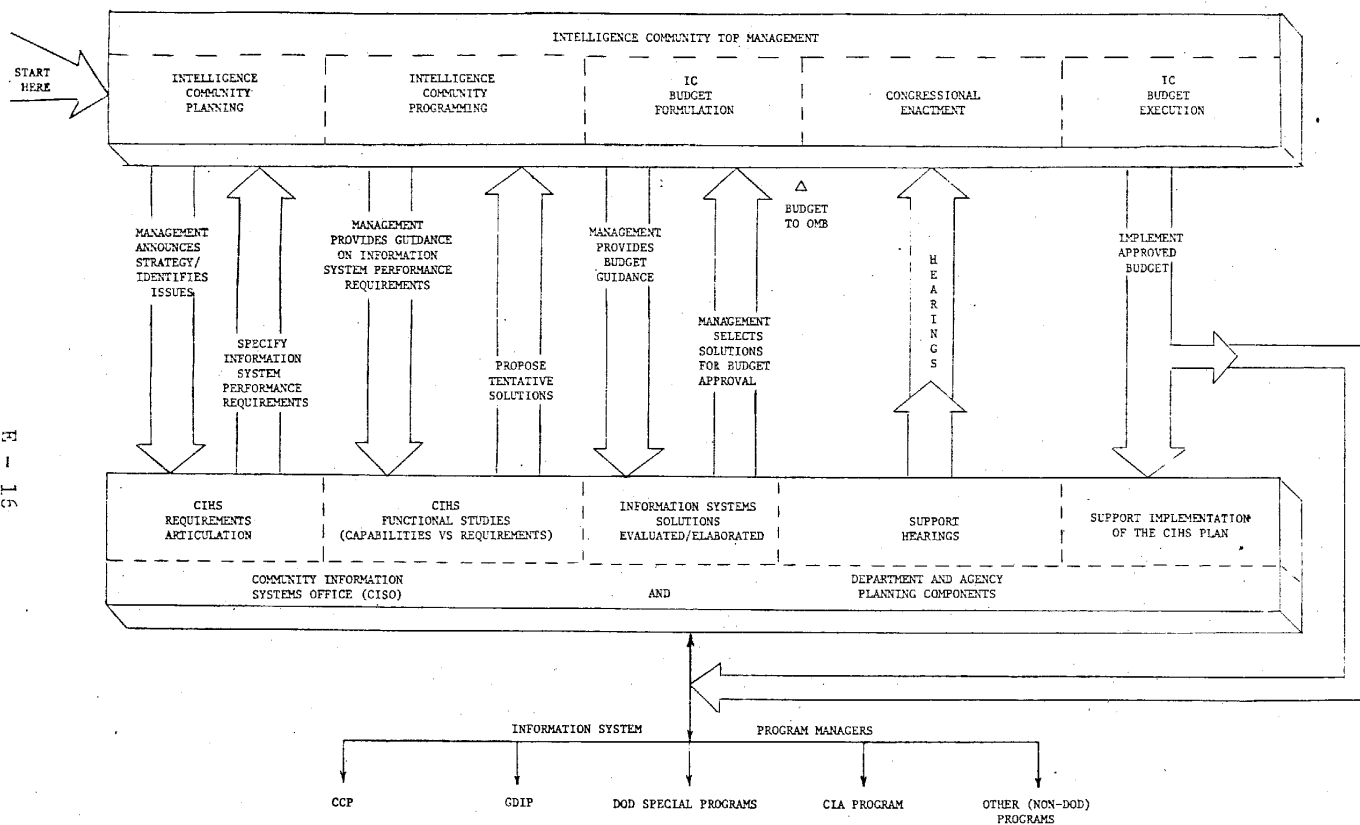 INTELLIGENCE COMMUNITY TOP MANAGEMENT
START
HERE
INTELLIGENCE
COMMUNITY
PLANNING
INTELLIGENCE
COMMUNITY
PROGRAMMING
IC
BUDGET
FORMULATION
CONGRESSIONAL
ENACTMENT
IC
BUDGET
EXECUTION
MANAGEMENT
ANNOUNCES
STRATEGY/
IDENTIFIES
ISSUES
SPECIFY
INFORMATION
SYSTEM
PERFORMANCE
REQUIREMENTS
MANAGEMENT
PROVIDES GUIDANCE
ON INFORMATION
SYSTEM PERFORMANCE
REQUIREMENTS
PROPOSE
TENTATIVE
SOLUTIONS
MANAGEMENT
PROVIDES
BUDGET
GUIDANCE
MANAGEMENT
SELECTS
SOLUTIONS
FOR BUDGET
APPROVAL
BUDGET
TO OMB
HEARINGS
IMPLEMENT
APPROVED
BUDGET
CIHS
REQUIREMENTS
ARTICULATION
CIHS
FUNCTIONAL STUDIES
(CAPABILITIES VS REQUIREMENTS)
INFORMATION SYSTEMS
SOLUTIONS
EVALUATED/ELABORATED
SUPPORT
HEARINGS
SUPPORT IMPLEMENTATION
OF THE CIHS PLAN
COMMUNITY INFORMATION
SYSTEMS OFFICE (CISO)
AND
DEPARTMENT AND AGENCY
PLANNING COMPONENTS
INFORMATION SYSTEM PROGRAM MANAGERS
CCP
GDIP
DOD SPECIAL PROGRAMS
CIA PROGRAM
OTHER (NON-DOD)
PROGRAMS
E - 16